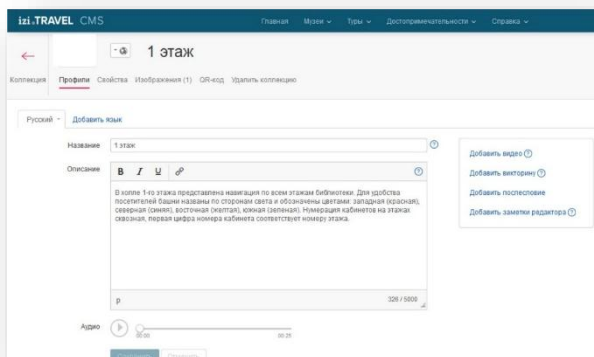 izi.TRAVEL CMS Главная Музеи Туры Достопримечательности Справка
1 этаж
Коллекция Профили Свойства Изображения (1) QR-код Удалить коллекцию
Русский Добавить язык
Название 1 этаж
Добавить видео
Описание B I U
Добавить викторину
Добавить послесловие
Добавить заметки редактора
В холле 1-го этажа представлена навигация по всем этажам библиотеки. Для удобства
посетителей башни названы по сторонам света и обозначены цветами: западная (красная),
северная (синяя), восточная (желтая), южная (зеленая). Нумерация кабинетов на этажах
сквозная, первая цифра номера кабинета соответствует номеру этажа.
p 326 / 5000
Аудио 00:00 00:25